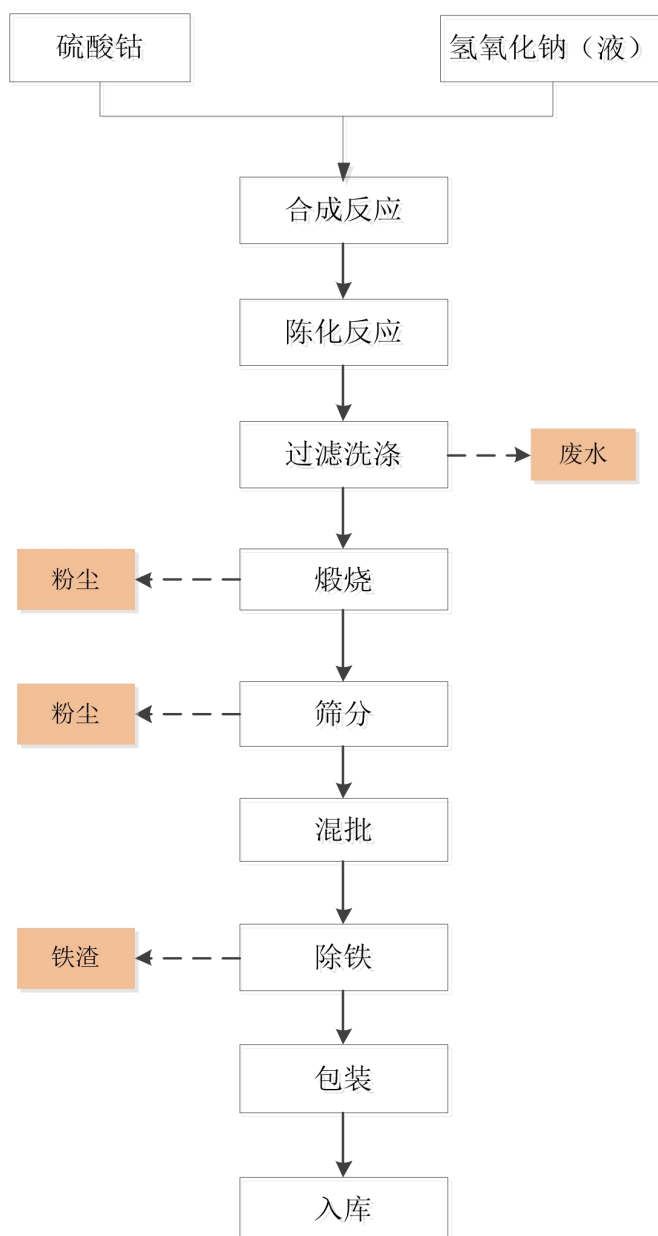 硫酸钴
氢氧化钠（液）
合成反应
陈化反应
过滤洗涤
废水
粉尘
煅烧
粉尘
筛分
混批
铁渣
除铁
包装
入库